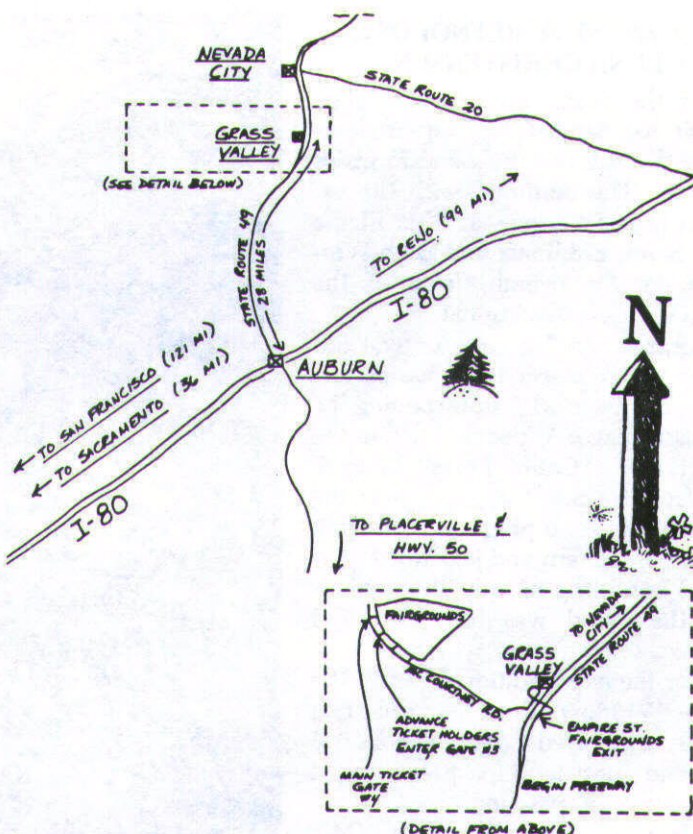 NEVADA
CITY
STATE ROUTE 20
GRASS
VALLEY
(SEE DETAIL BELOW)
STATE ROUTE 49
28 MILES
TO RENO (99 MI)
I-80
N
TO SAN FRANCISCO (121 MI)
TO SACRAMENTO (36 MI)
AUBURN
I-80
TO PLACERVILLE &
HWY. 50
FAIRGROUNDS
TO NEVADA
CITY
STATE ROUTE 49
GRASS
VALLEY
MC COURTNEY RD.
ADVANCE
TICKET HOLDERS
ENTER GATE #3
EMPIRE ST.
FAIRGROUNDS
EXIT
MAIN TICKET
GATE
#4
BEGIN FREEWAY
(DETAIL FROM ABOVE)